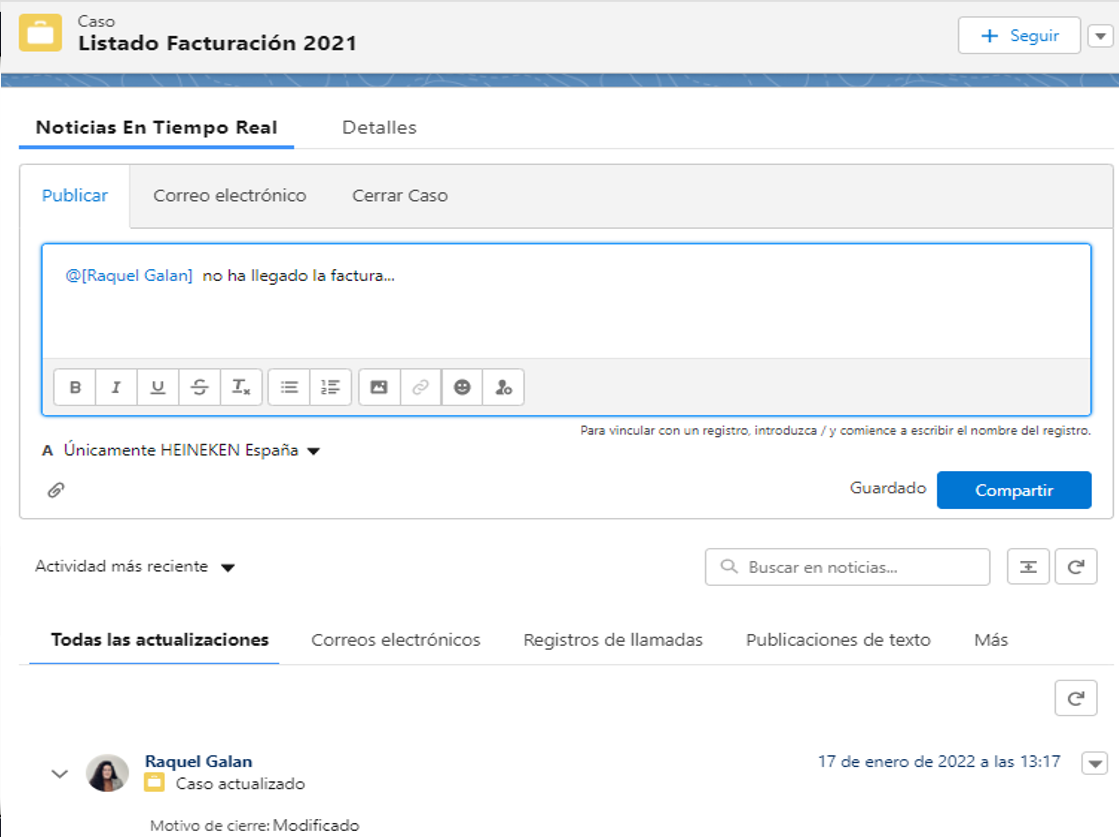 Caso
Listado Facturación 2021
Seguir
Noticias En Tiempo Real Detalles
Publicar Correo electrónico Cerrar Caso
@[Raquel Galan] no ha llegado la factura...
B I U S Tx
Para vincular con un registro, introduzca / y comience a escribir el nombre del registro.
A Únicamente HEINEKEN España
Guardado Compartir
Actividad más reciente Buscar en noticias...
Todas las actualizaciones Correos electrónicos Registros de llamadas Publicaciones de texto Más
Raquel Galan 17 de enero de 2022 a las 13:17
Caso actualizado
Motivo de cierre: Modificado